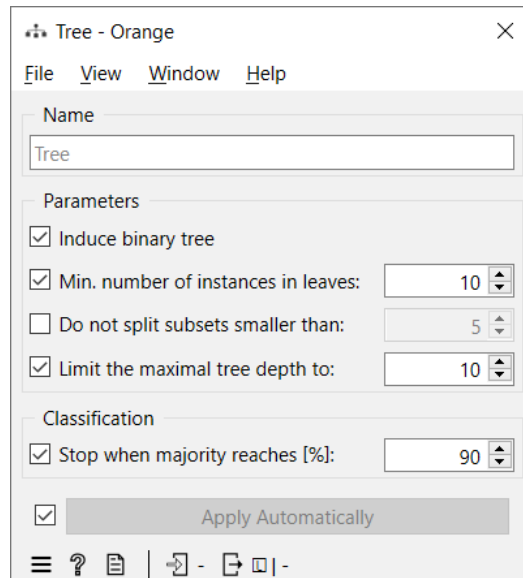 Tree - Orange
File View Window Help
Name
Tree
Parameters
Induce binary tree
Min. number of instances in leaves: 10
Do not split subsets smaller than: 5
Limit the maximal tree depth to: 10
Classification
Stop when majority reaches [%]: 90
Apply Automatically
? | - | -